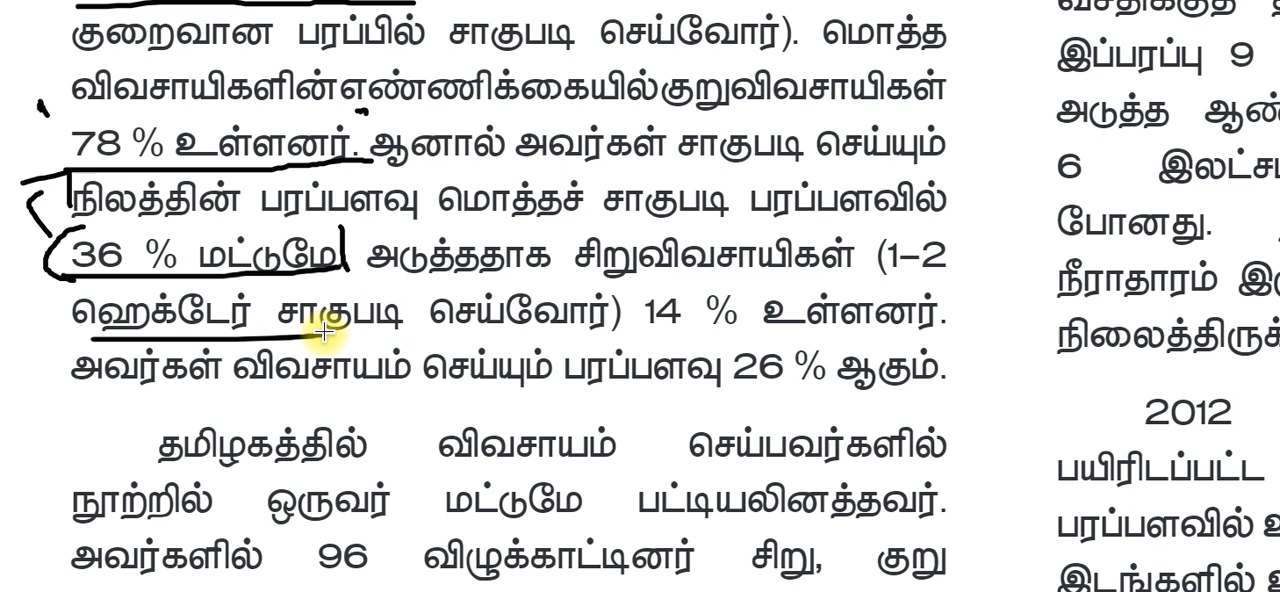 குறைவான பரப்பில் சாகுபடி செய்வோர்). மொத்த
விவசாயிகளின்எண்ணிக்கையில்குறுவிவசாயிகள்
78 % உள்ளனர். ஆனால் அவர்கள் சாகுபடி செய்யும்
நிலத்தின் பரப்பளவு மொத்தச் சாகுபடி பரப்பளவில்
36 % மட்டுமே அடுத்ததாக சிறுவிவசாயிகள் (1–2
ஹெக்டேர் சாகுபடி செய்வோர்) 14 % உள்ளனர்.
அவர்கள் விவசாயம் செய்யும் பரப்பளவு 26 % ஆகும்.
தமிழகத்தில் விவசாயம் செய்பவர்களில்
நூற்றில் ஒருவர் மட்டுமே பட்டியலினத்தவர்.
அவர்களில் 96 விழுக்காட்டினர் சிறு, குறு
இப்பரப்பு 9
அடுத்த
6
போனது.
நீராதாரம்
2012
பயிரிடப்பட்ட
பரப்பளவில்
இடங்களில்